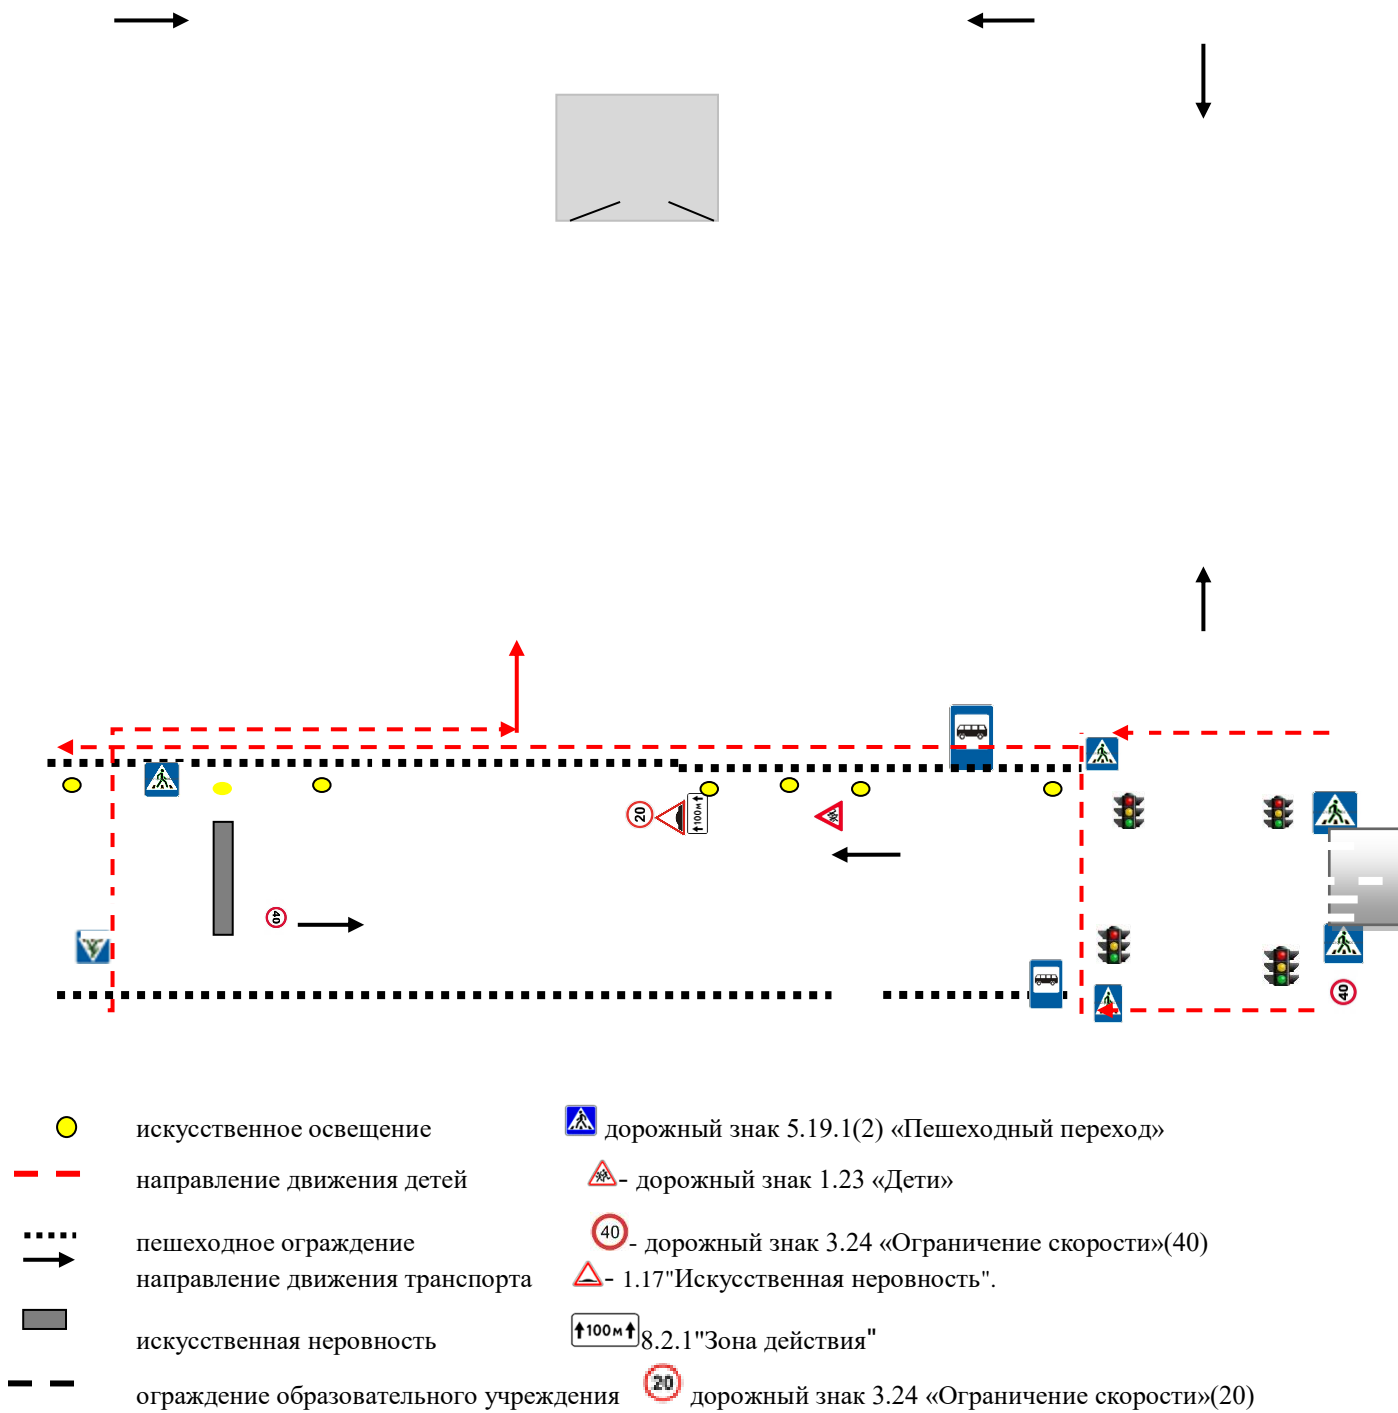 20
100м
40
40
искусственное освещение
дорожный знак 5.19.1(2) «Пешеходный переход»
направление движения детей
- дорожный знак 1.23 «Дети»
пешеходное ограждение
40 - дорожный знак 3.24 «Ограничение скорости»(40)
направление движения транспорта
- 1.17"Искусственная неровность".
искусственная неровность
100м 8.2.1"Зона действия"
ограждение образовательного учреждения
20 дорожный знак 3.24 «Ограничение скорости»(20)